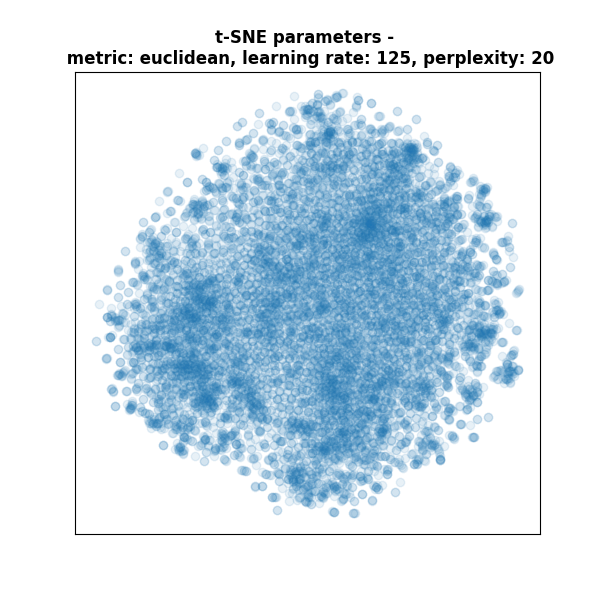 t-SNE parameters -
metric: euclidean, learning rate: 125, perplexity: 20